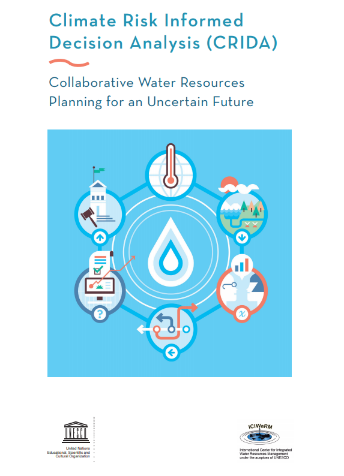 Climate Risk Informed
Decision Analysis (CRIDA)
Collaborative Water Resources
Planning for an Uncertain Future
?
x
United Nations
Educational, Scientific and
Cultural Organization
ICIWaRM
International Center for Integrated
Water Resources Management
under the auspices of UNESCO